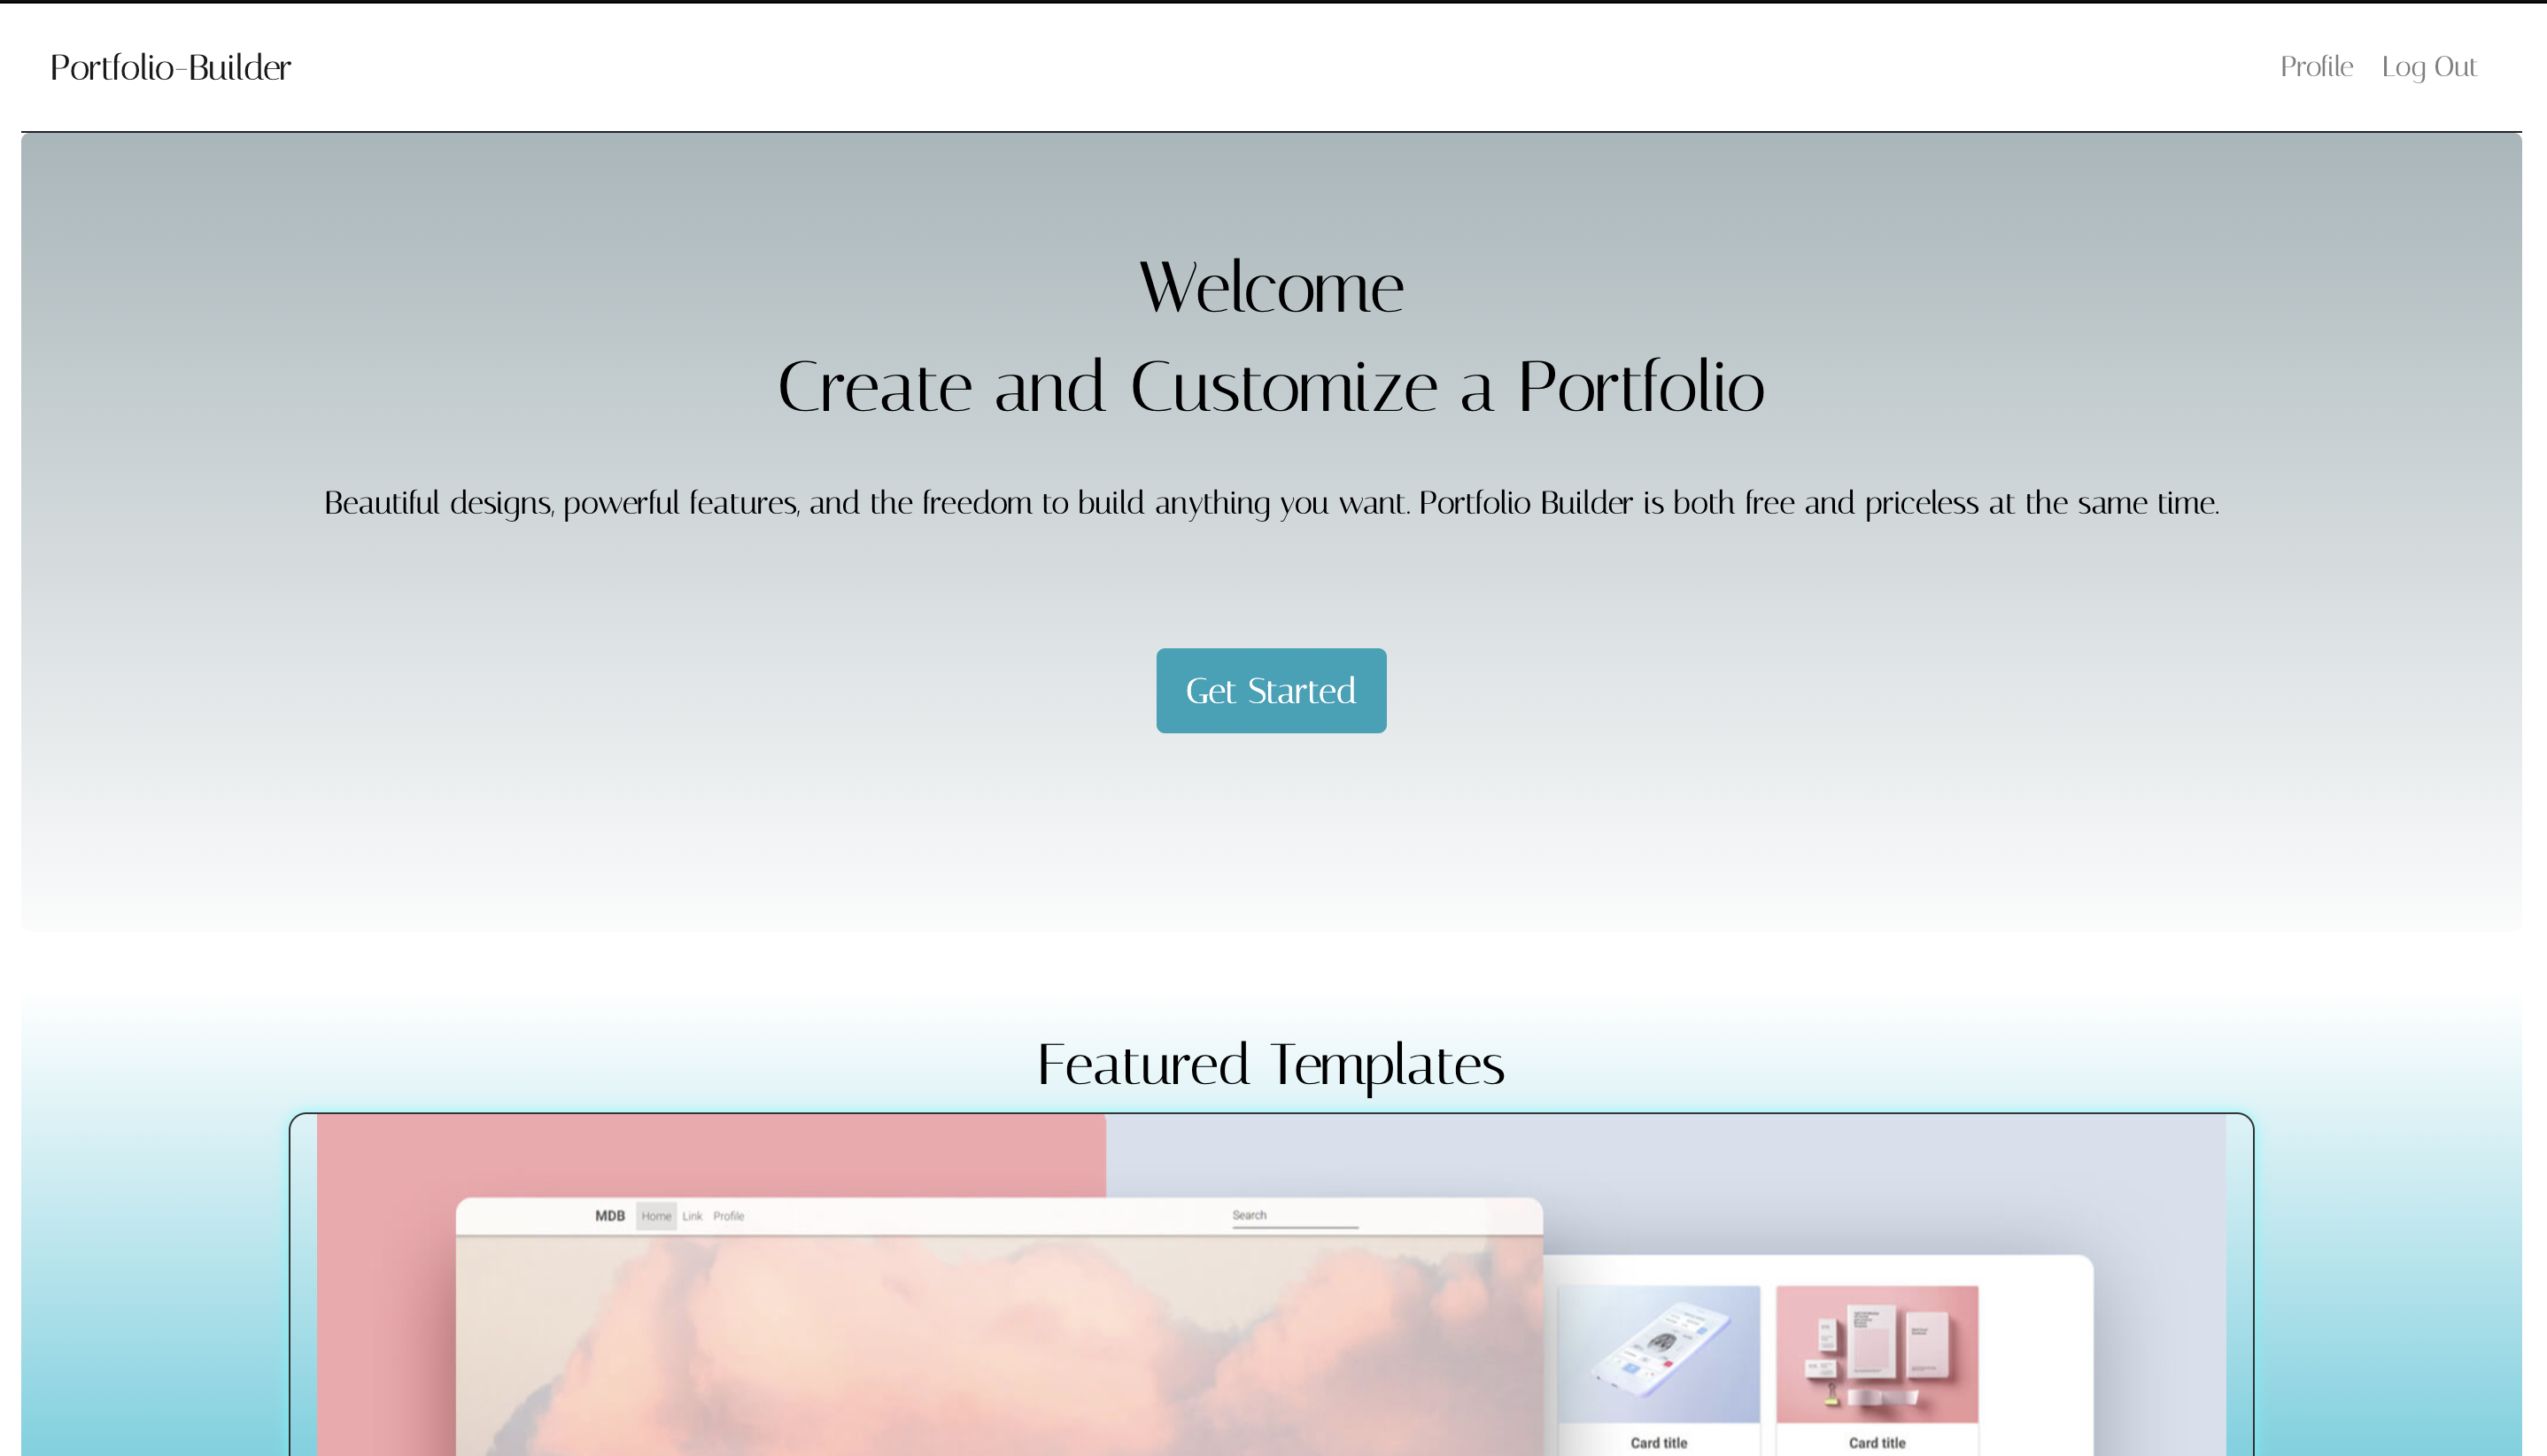 Portfolio-Builder
Profile Log Out
Welcome
Create and Customize a Portfolio
Beautiful designs, powerful features, and the freedom to build anything you want. Portfolio Builder is both free and priceless at the same time.
Get Started
Featured Templates
MDB Home Link Profile Search
Card title Card title